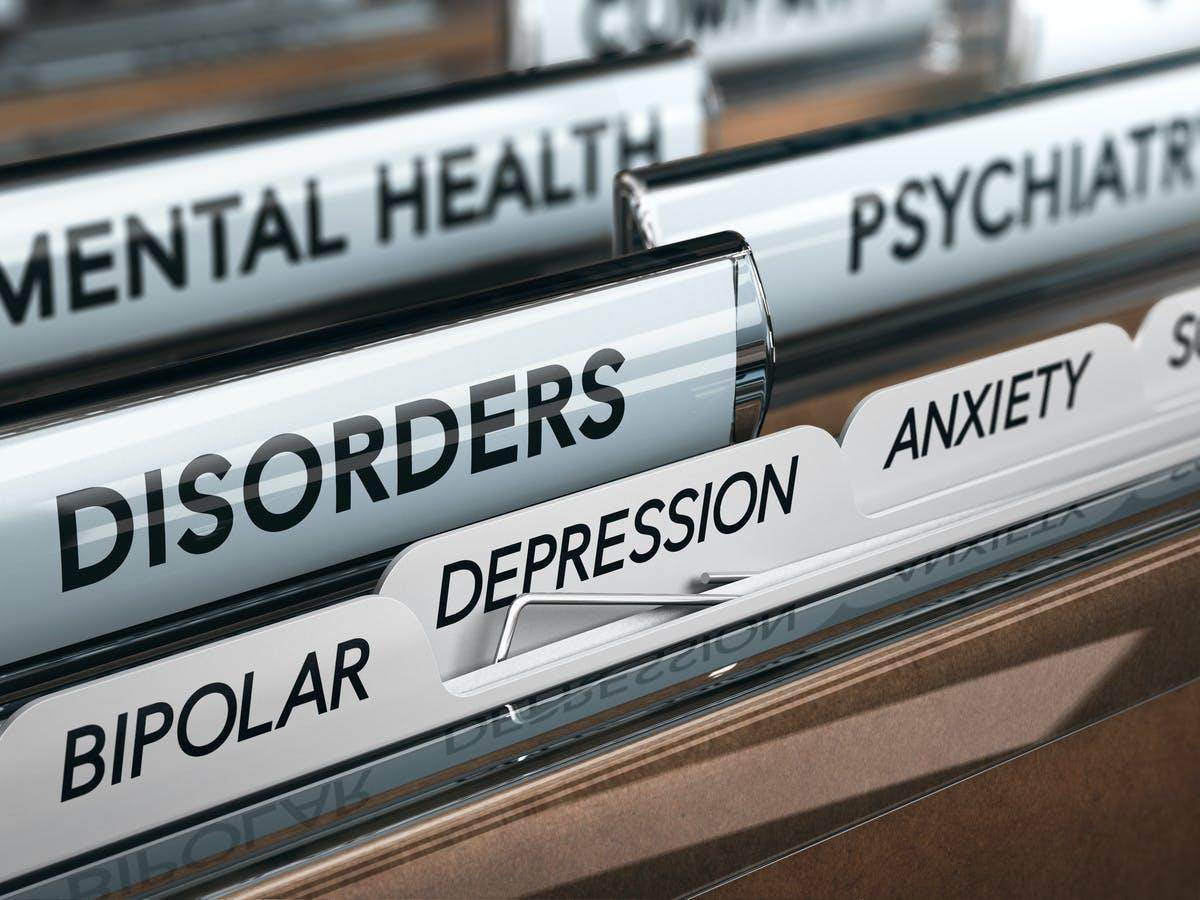 MENTAL HEALTH
PSYCHIATR
DISORDERS
ANXIETY
DEPRESSION
BIPOLAR